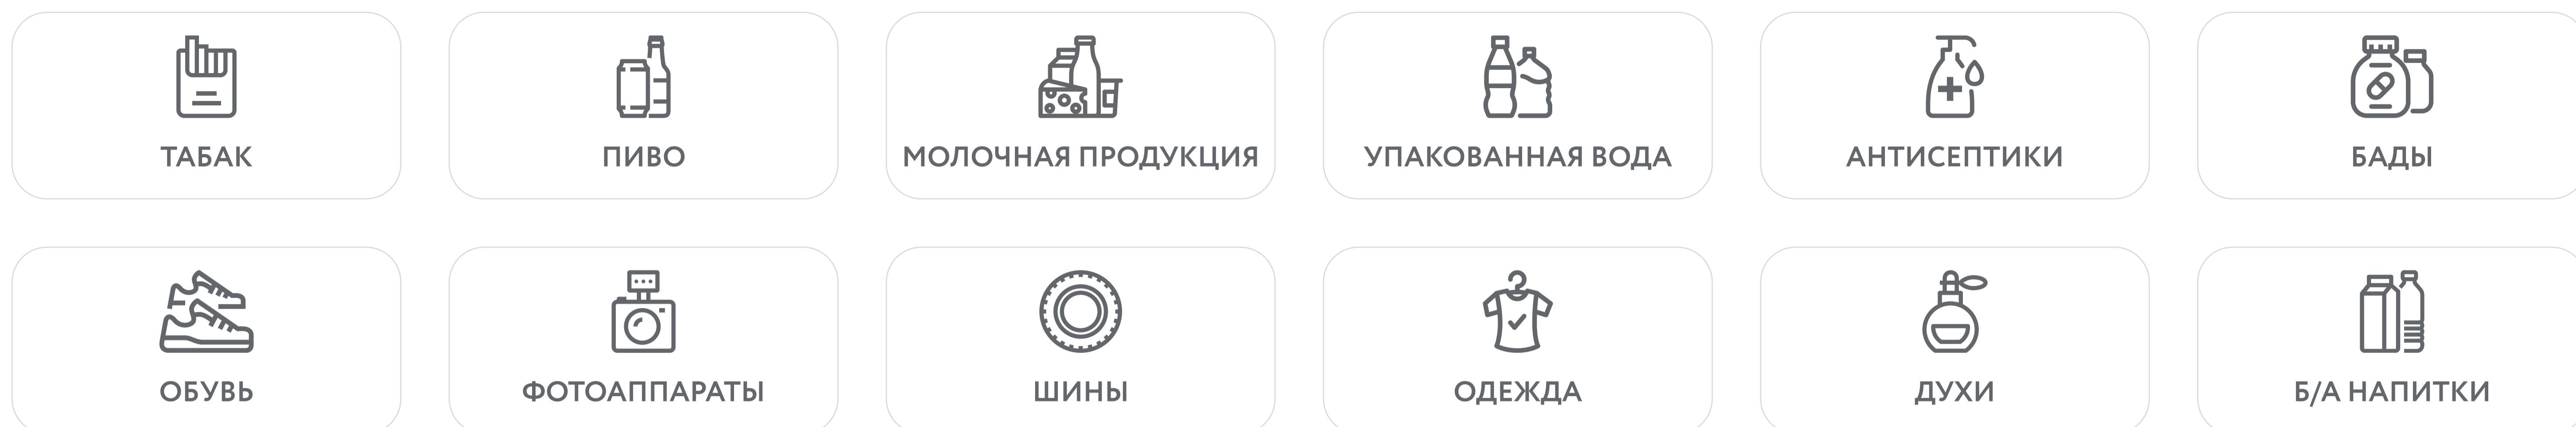 ТАБАК
ПИВО
МОЛОЧНАЯ ПРОДУКЦИЯ
УПАКОВАННАЯ ВОДА
АНТИСЕПТИКИ
БАДЫ
ОБУВЬ
ФОТОАППАРАТЫ
ШИНЫ
ОДЕЖДА
ДУХИ
Б/А НАПИТКИ